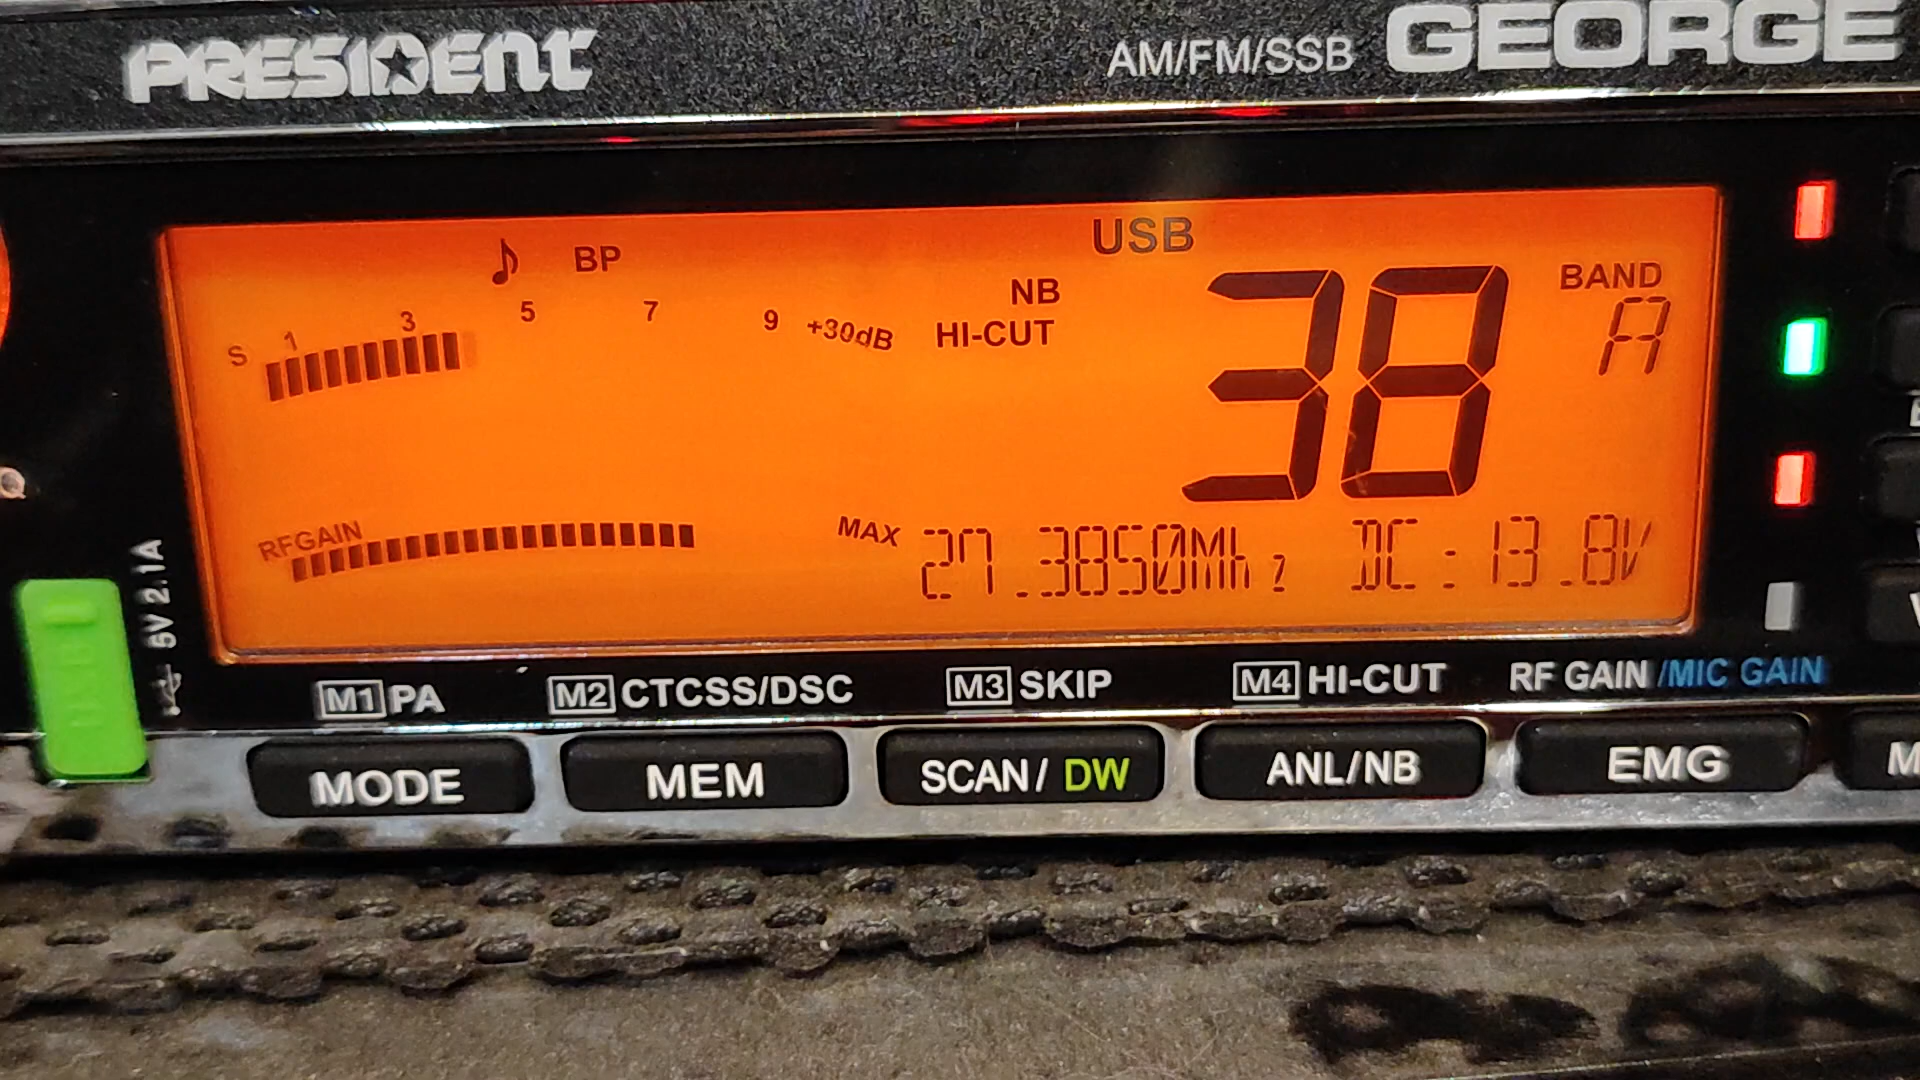 PRESIDENT AM/FM/SSB GEORGE
USB
BP
NB
BAND
S 1 3 5 7 9 +30dB
HI-CUT
38
A
RFGAIN
MAX
27.3850Mhz DC:13.8V
5V 2.1A
M1 PA M2 CTCSS/DSC M3 SKIP M4 HI-CUT RF GAIN /MIC GAIN
MODE MEM SCAN/ DW ANL/NB EMG